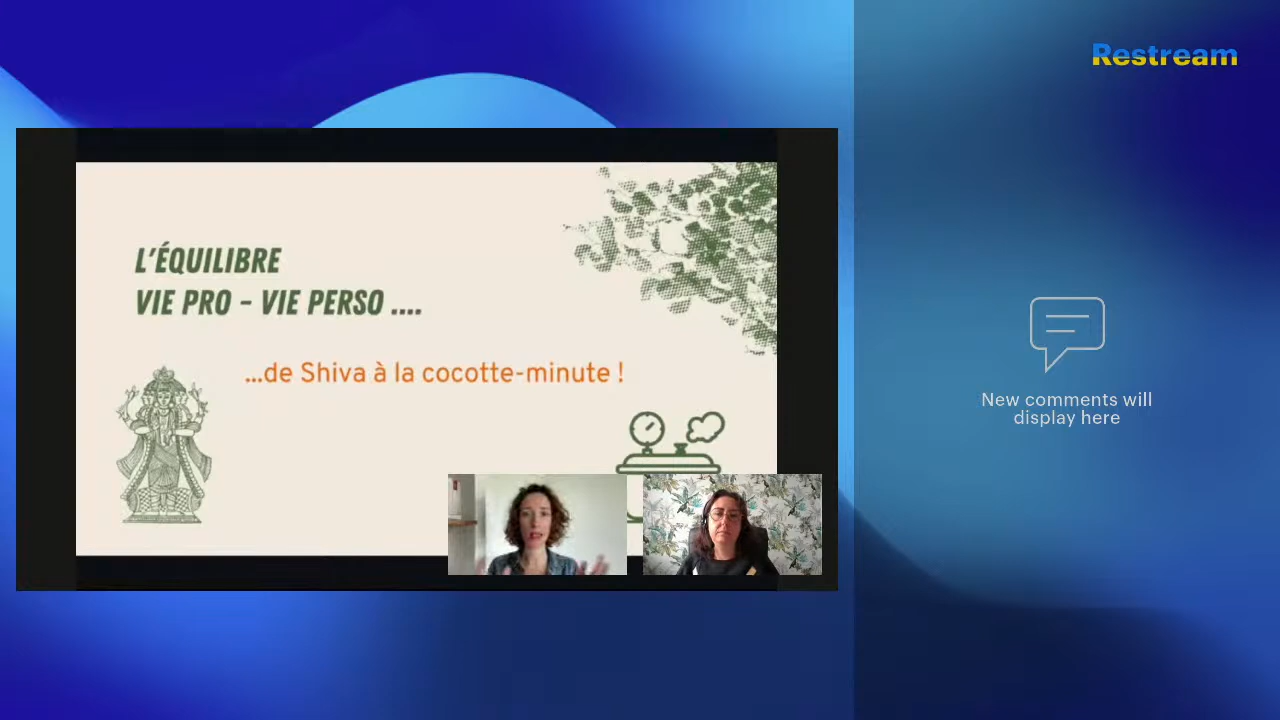 Restream
L'ÉQUILIBRE
VIE PRO - VIE PERSO ....
...de Shiva à la cocotte-minute !
New comments will
display here